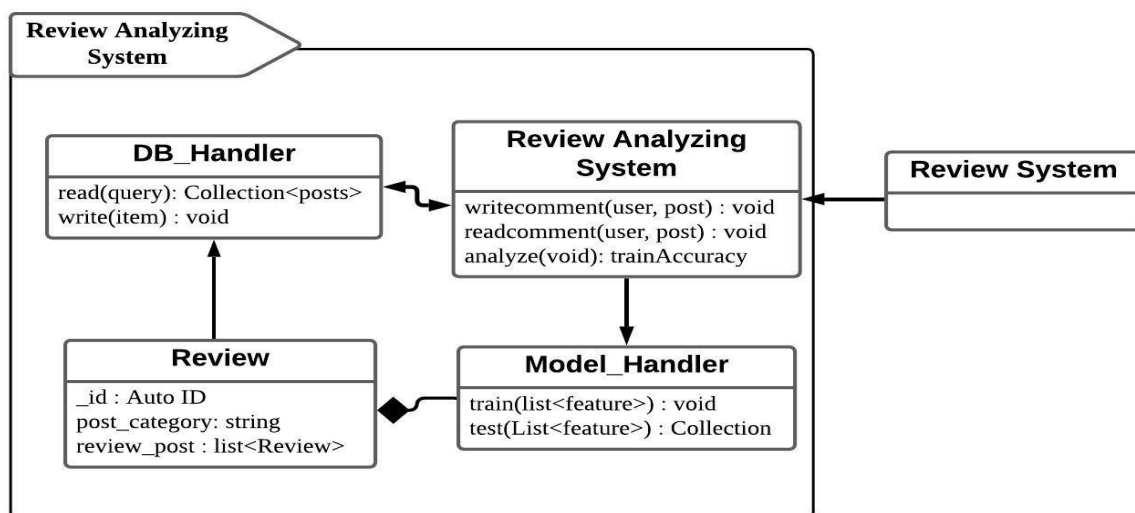 Review Analyzing
System
DB_Handler
read(query): Collection<posts>
write(item) : void
Review Analyzing
System
writecomment(user, post) : void
readcomment(user, post) : void
analyze(void): trainAccuracy
Review System
Review
_id : Auto ID
post_category: string
review_post : list<Review>
Model_Handler
train(list<feature>) : void
test(List<feature>) : Collection